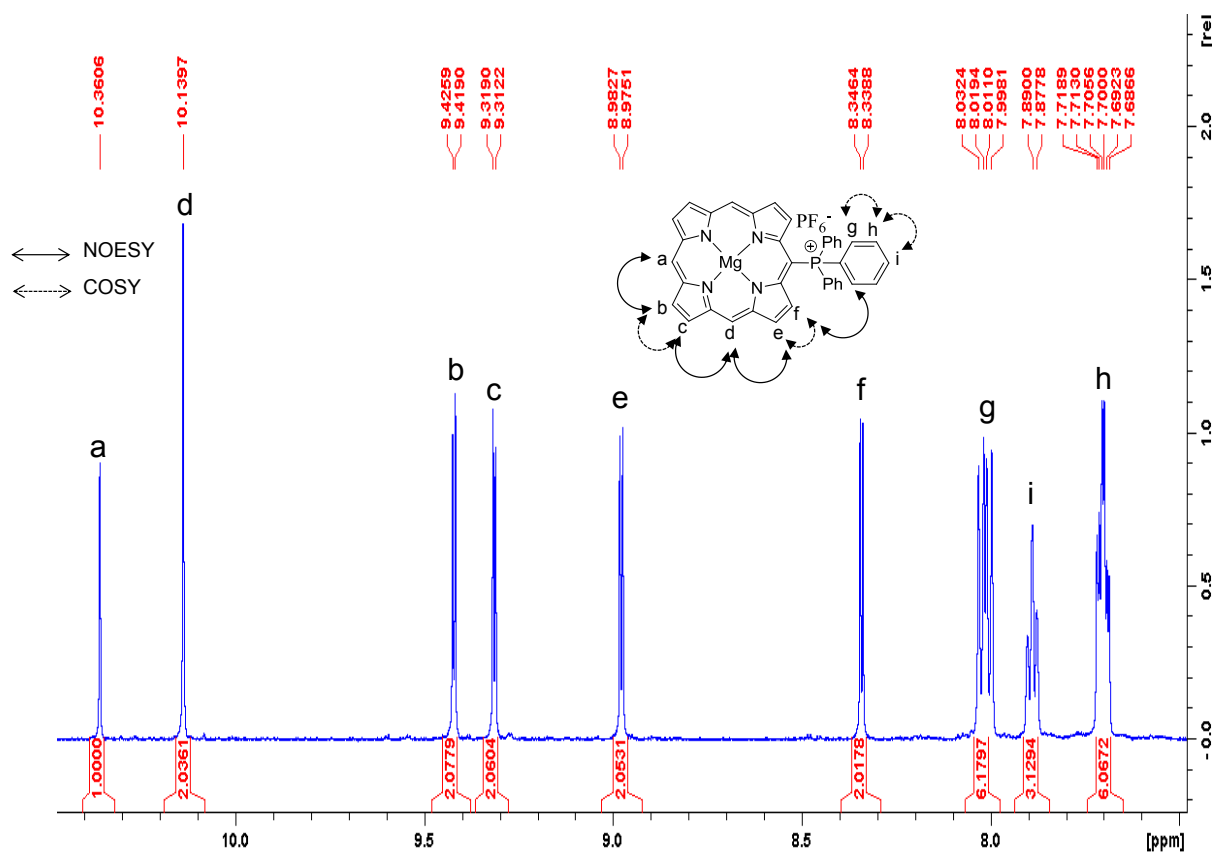 10.3606
10.1397
9.4259
9.4190
9.3190
9.3122
8.9827
8.9751
8.3464
8.3388
8.0324
8.0194
8.0110
7.9981
7.8900
7.8778
7.7189
7.7130
7.7056
7.7000
7.6923
7.6866
[rel
2.0
1.5
1.0
0.5
-0.0
NOESY
COSY
PF6-
g
h
i
Ph
P
+
Ph
N
N
N
N
Mg
a
b
c
d
e
f
a
d
b
c
e
f
g
i
h
1.0000
2.0361
2.0779
2.0604
2.0531
2.0178
6.1797
3.1294
6.0672
10.0
9.5
9.0
8.5
8.0
[ppm]